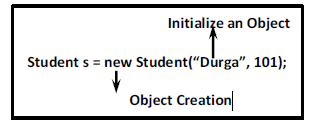 Initialize an Object
Student s = new Student(“Durga”, 101);
Object Creation